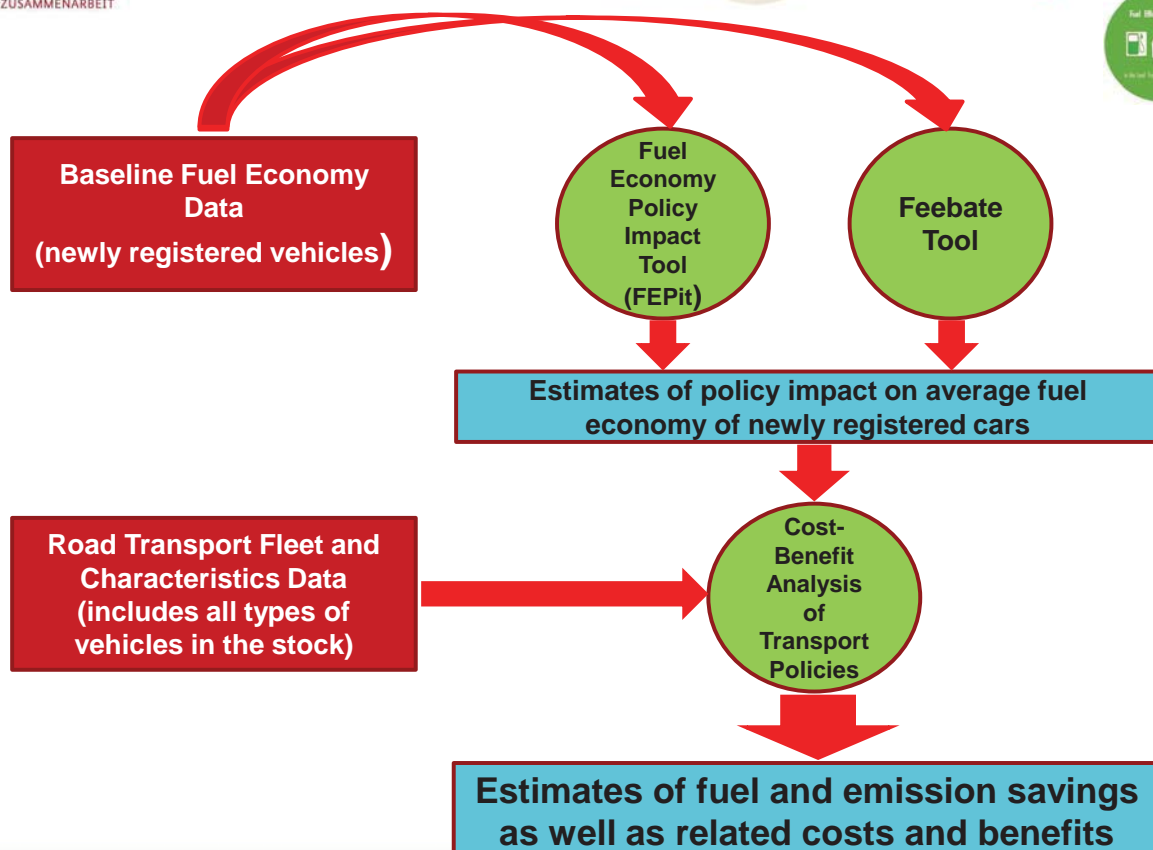 ZUSAMMENARBEIT
Baseline Fuel Economy
Data
(newly registered vehicles)
Fuel
Economy
Policy
Impact
Tool
(FEPit)
Feebate
Tool
Estimates of policy impact on average fuel
economy of newly registered cars
Road Transport Fleet and
Characteristics Data
(includes all types of
vehicles in the stock)
Cost-
Benefit
Analysis
of
Transport
Policies
Estimates of fuel and emission savings
as well as related costs and benefits